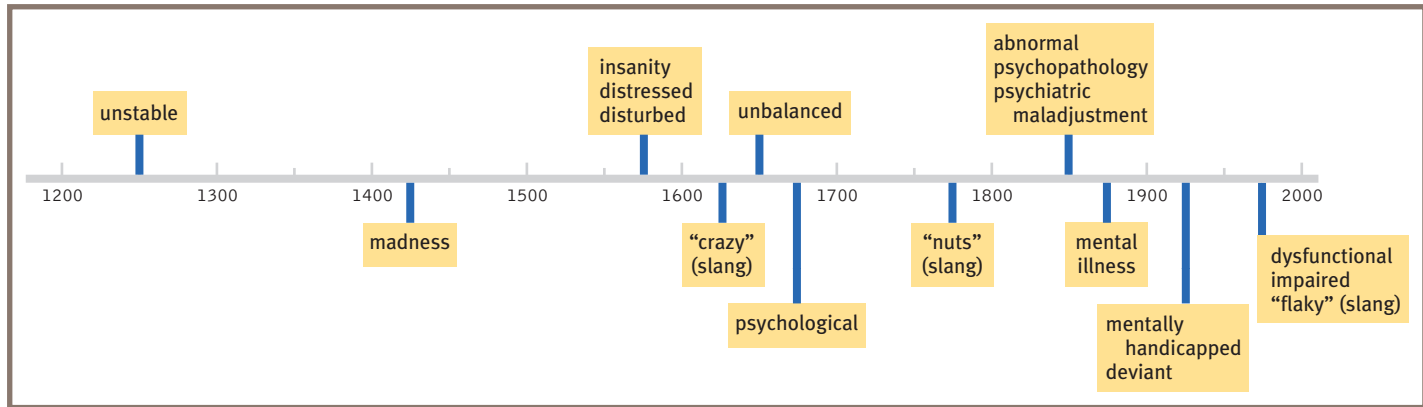 unstable
insanity
distressed
disturbed
unbalanced
abnormal
psychopathology
psychiatric
maladjustment
1200 1300 1400 1500 1600 1700 1800 1900 2000
madness
“crazy”
(slang)
psychological
“nuts”
(slang)
mental
illness
mentally
handicapped
deviant
dysfunctional
impaired
“flaky” (slang)